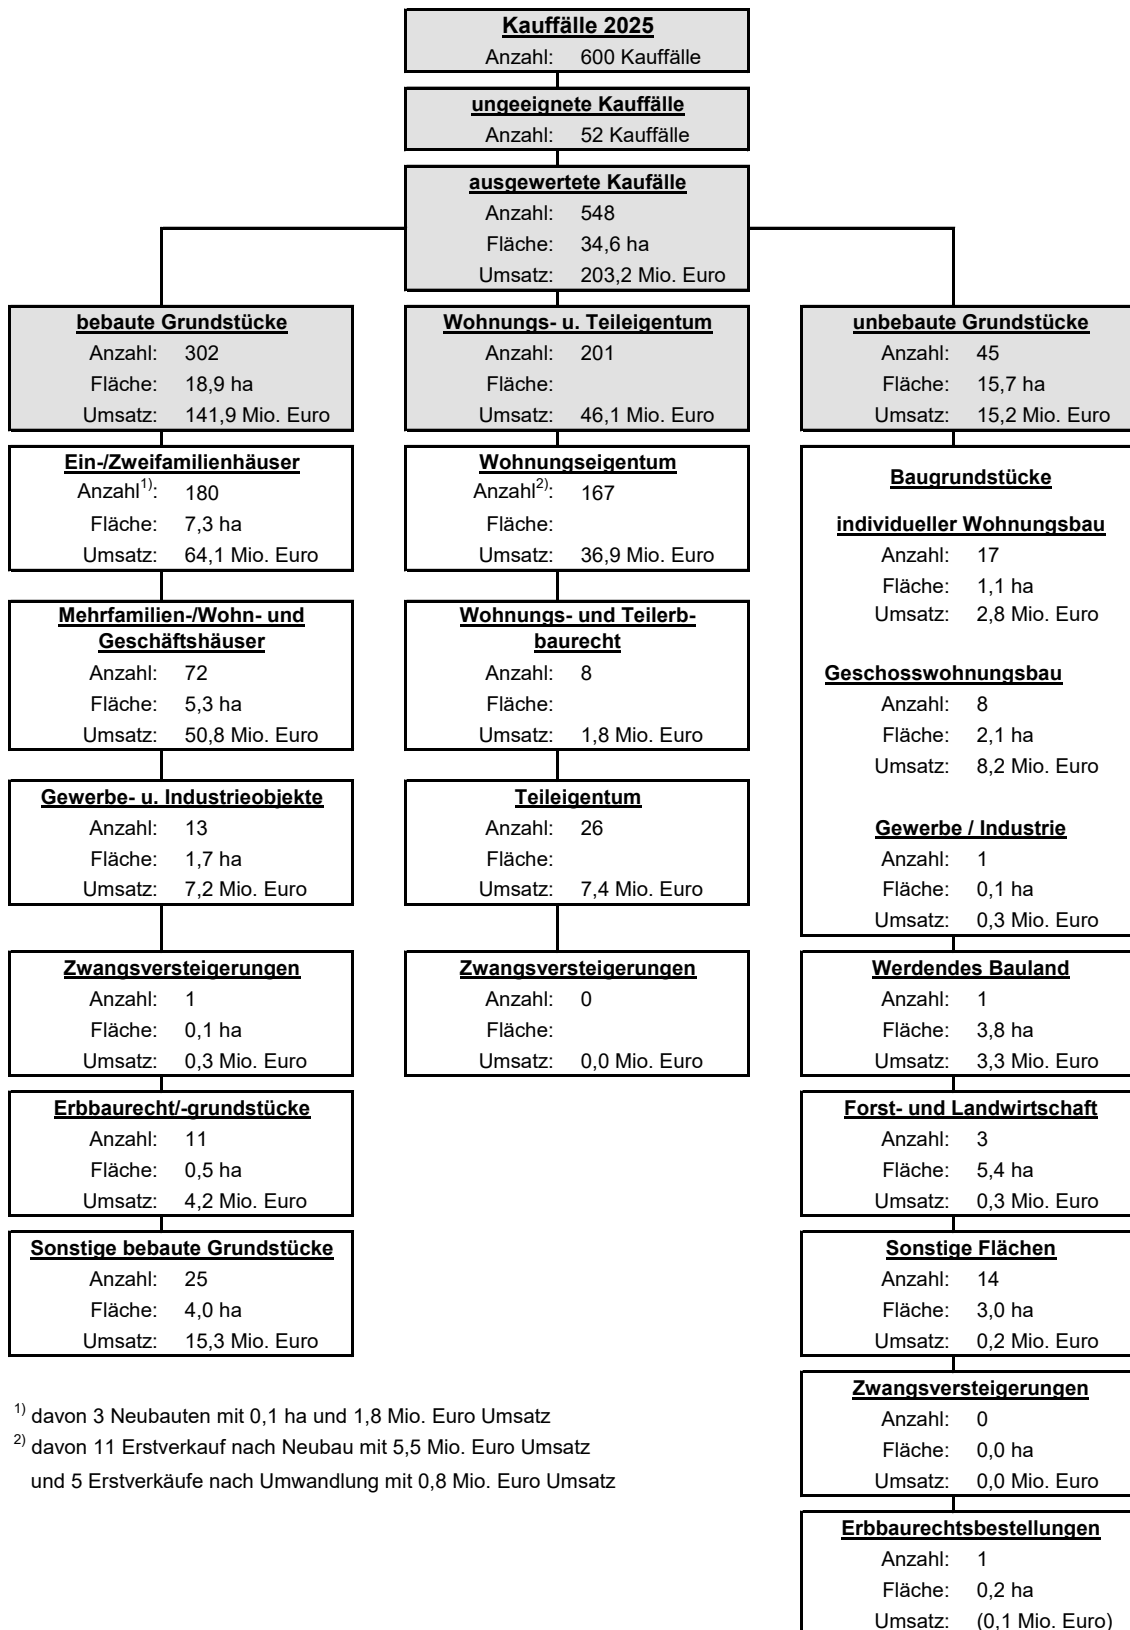 Kauffälle 2025
Anzahl: 600 Kauffälle
ungeeignete Kauffälle
Anzahl: 52 Kauffälle
ausgewertete Kaufälle
Anzahl: 548
Fläche: 34,6 ha
Umsatz: 203,2 Mio. Euro
bebaute Grundstücke
Anzahl: 302
Fläche: 18,9 ha
Umsatz: 141,9 Mio. Euro
Ein-/Zweifamilienhäuser
Anzahl1): 180
Fläche: 7,3 ha
Umsatz: 64,1 Mio. Euro
Mehrfamilien-/Wohn- und
Geschäftshäuser
Anzahl: 72
Fläche: 5,3 ha
Umsatz: 50,8 Mio. Euro
Gewerbe- u. Industrieobjekte
Anzahl: 13
Fläche: 1,7 ha
Umsatz: 7,2 Mio. Euro
Zwangsversteigerungen
Anzahl: 1
Fläche: 0,1 ha
Umsatz: 0,3 Mio. Euro
Erbbaurecht/-grundstücke
Anzahl: 11
Fläche: 0,5 ha
Umsatz: 4,2 Mio. Euro
Sonstige bebaute Grundstücke
Anzahl: 25
Fläche: 4,0 ha
Umsatz: 15,3 Mio. Euro
Wohnungs- u. Teileigentum
Anzahl: 201
Fläche:
Umsatz: 46,1 Mio. Euro
Wohnungseigentum
Anzahl2): 167
Fläche:
Umsatz: 36,9 Mio. Euro
Wohnungs- und Teilerb-
baurecht
Anzahl: 8
Fläche:
Umsatz: 1,8 Mio. Euro
Teileigentum
Anzahl: 26
Fläche:
Umsatz: 7,4 Mio. Euro
Zwangsversteigerungen
Anzahl: 0
Fläche:
Umsatz: 0,0 Mio. Euro
unbebaute Grundstücke
Anzahl: 45
Fläche: 15,7 ha
Umsatz: 15,2 Mio. Euro
Baugrundstücke
individueller Wohnungsbau
Anzahl: 17
Fläche: 1,1 ha
Umsatz: 2,8 Mio. Euro
Geschosswohnungsbau
Anzahl: 8
Fläche: 2,1 ha
Umsatz: 8,2 Mio. Euro
Gewerbe / Industrie
Anzahl: 1
Fläche: 0,1 ha
Umsatz: 0,3 Mio. Euro
Werdendes Bauland
Anzahl: 1
Fläche: 3,8 ha
Umsatz: 3,3 Mio. Euro
Forst- und Landwirtschaft
Anzahl: 3
Fläche: 5,4 ha
Umsatz: 0,3 Mio. Euro
Sonstige Flächen
Anzahl: 14
Fläche: 3,0 ha
Umsatz: 0,2 Mio. Euro
Zwangsversteigerungen
Anzahl: 0
Fläche: 0,0 ha
Umsatz: 0,0 Mio. Euro
Erbbaurechtsbestellungen
Anzahl: 1
Fläche: 0,2 ha
Umsatz: (0,1 Mio. Euro)
1) davon 3 Neubauten mit 0,1 ha und 1,8 Mio. Euro Umsatz
2) davon 11 Erstverkauf nach Neubau mit 5,5 Mio. Euro Umsatz
und 5 Erstverkäufe nach Umwandlung mit 0,8 Mio. Euro Umsatz